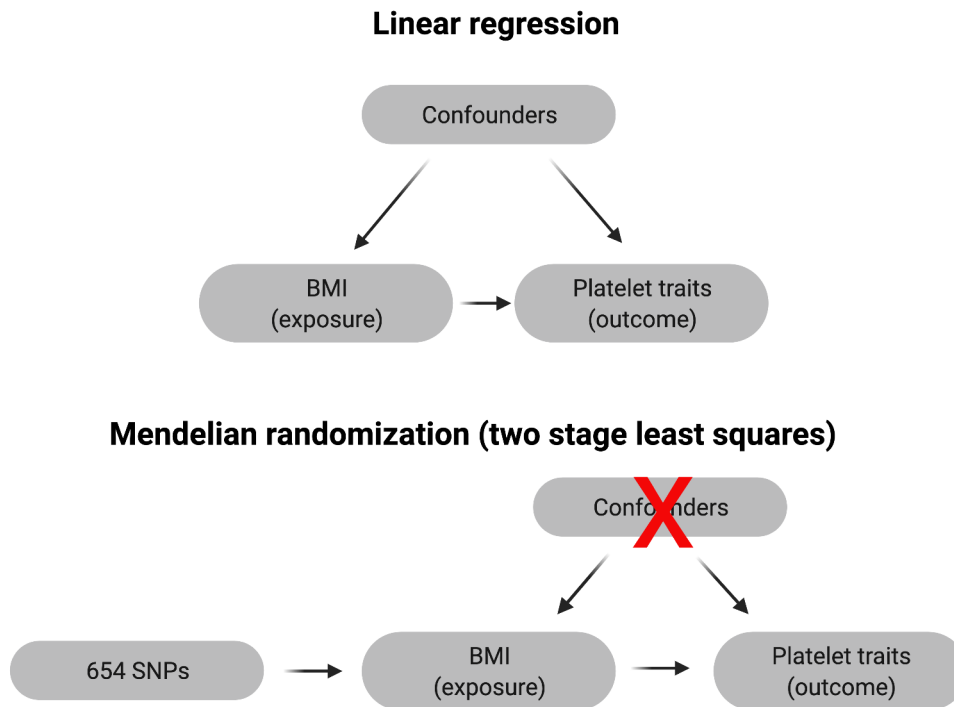 Linear regression
Confounders
BMI
(exposure)
Platelet traits
(outcome)
Mendelian randomization (two stage least squares)
Confounders
654 SNPs
BMI
(exposure)
Platelet traits
(outcome)